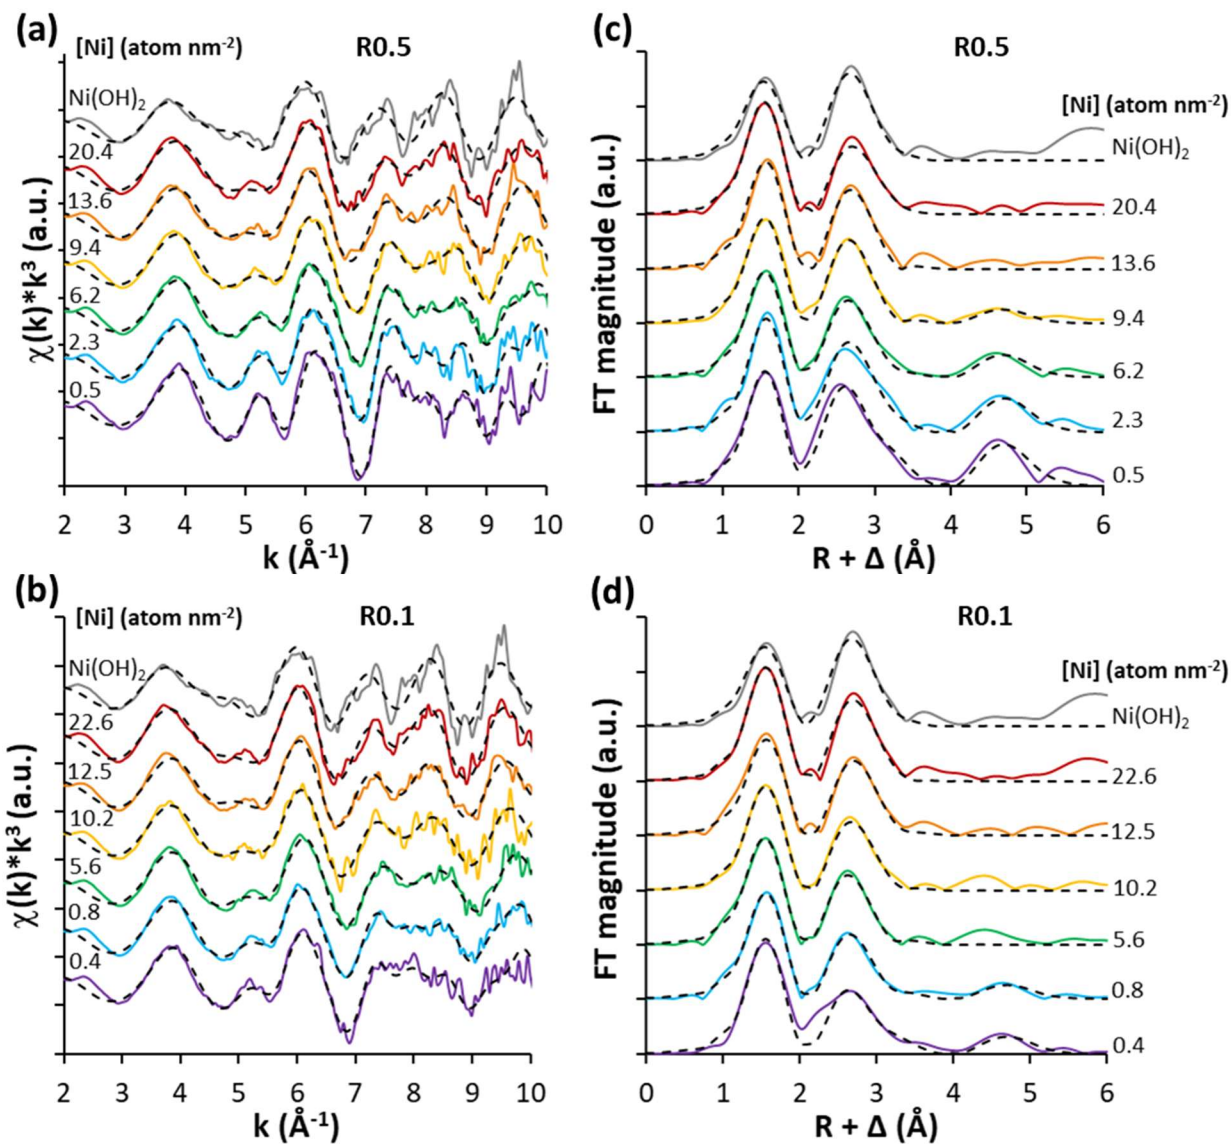 (a)
[Ni] (atom nm⁻²)
R0.5
Ni(OH)₂
20.4
13.6
9.4
6.2
2.3
0.5
χ(k)*k³ (a.u.)
2 3 4 5 6 7 8 9 10
k (Å⁻¹)
(c)
R0.5
[Ni] (atom nm⁻²)
Ni(OH)₂
20.4
13.6
9.4
6.2
2.3
0.5
FT magnitude (a.u.)
0 1 2 3 4 5 6
R + Δ (Å)
(b)
[Ni] (atom nm⁻²)
R0.1
Ni(OH)₂
22.6
12.5
10.2
5.6
0.8
0.4
χ(k)*k³ (a.u.)
2 3 4 5 6 7 8 9 10
k (Å⁻¹)
(d)
R0.1
[Ni] (atom nm⁻²)
Ni(OH)₂
22.6
12.5
10.2
5.6
0.8
0.4
FT magnitude (a.u.)
0 1 2 3 4 5 6
R + Δ (Å)